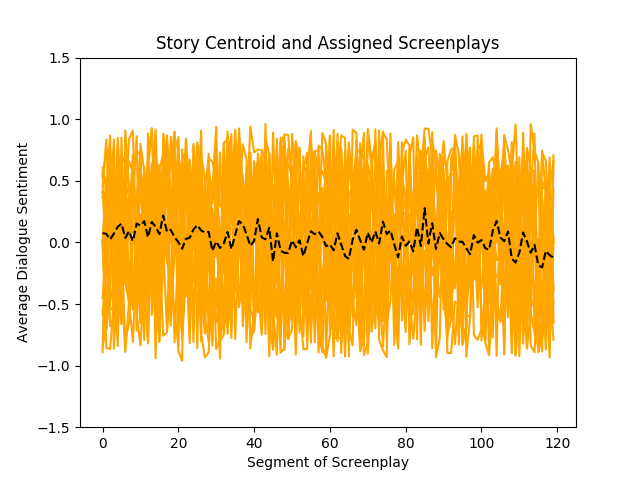 Story Centroid and Assigned Screenplays
1.5
1.0
0.5
0.0
−0.5
−1.0
−1.5
Average Dialogue Sentiment
0 20 40 60 80 100 120
Segment of Screenplay